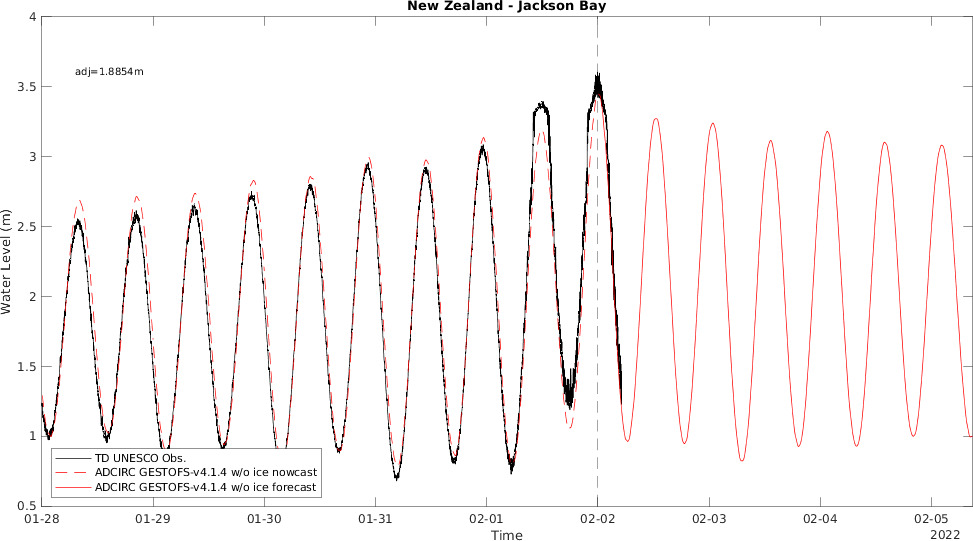 New Zealand - Jackson Bay
4
adj=1.8854m
3.5
3
2.5
Water Level (m)
2
1.5
1
TD UNESCO Obs.
ADCIRC GESTOFS-v4.1.4 w/o ice nowcast
ADCIRC GESTOFS-v4.1.4 w/o ice forecast
0.5
01-28 01-29 01-30 01-31 02-01 02-02 02-03 02-04 02-05
Time 2022